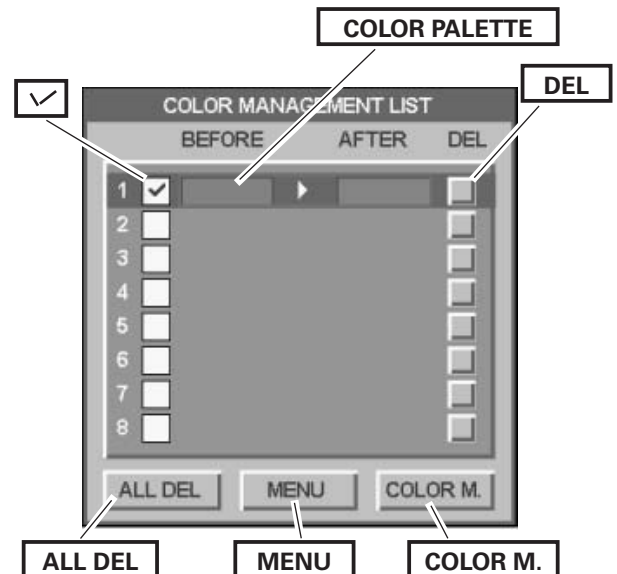 COLOR PALETTE
DEL
COLOR MANAGEMENT LIST
BEFORE AFTER DEL
1
2
3
4
5
6
7
8
ALL DEL MENU COLOR M.
ALL DEL MENU COLOR M.